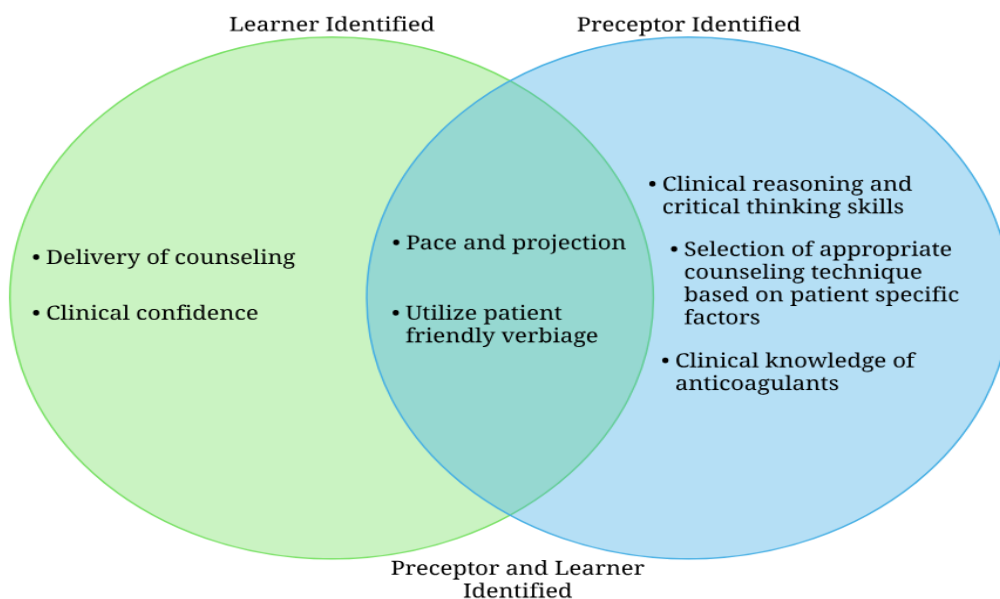 Learner Identified
Preceptor Identified
• Delivery of counseling
• Clinical confidence
• Pace and projection
• Utilize patient
friendly verbiage
• Clinical reasoning and
critical thinking skills
• Selection of appropriate
counseling technique
based on patient specific
factors
• Clinical knowledge of
anticoagulants
Preceptor and Learner
Identified